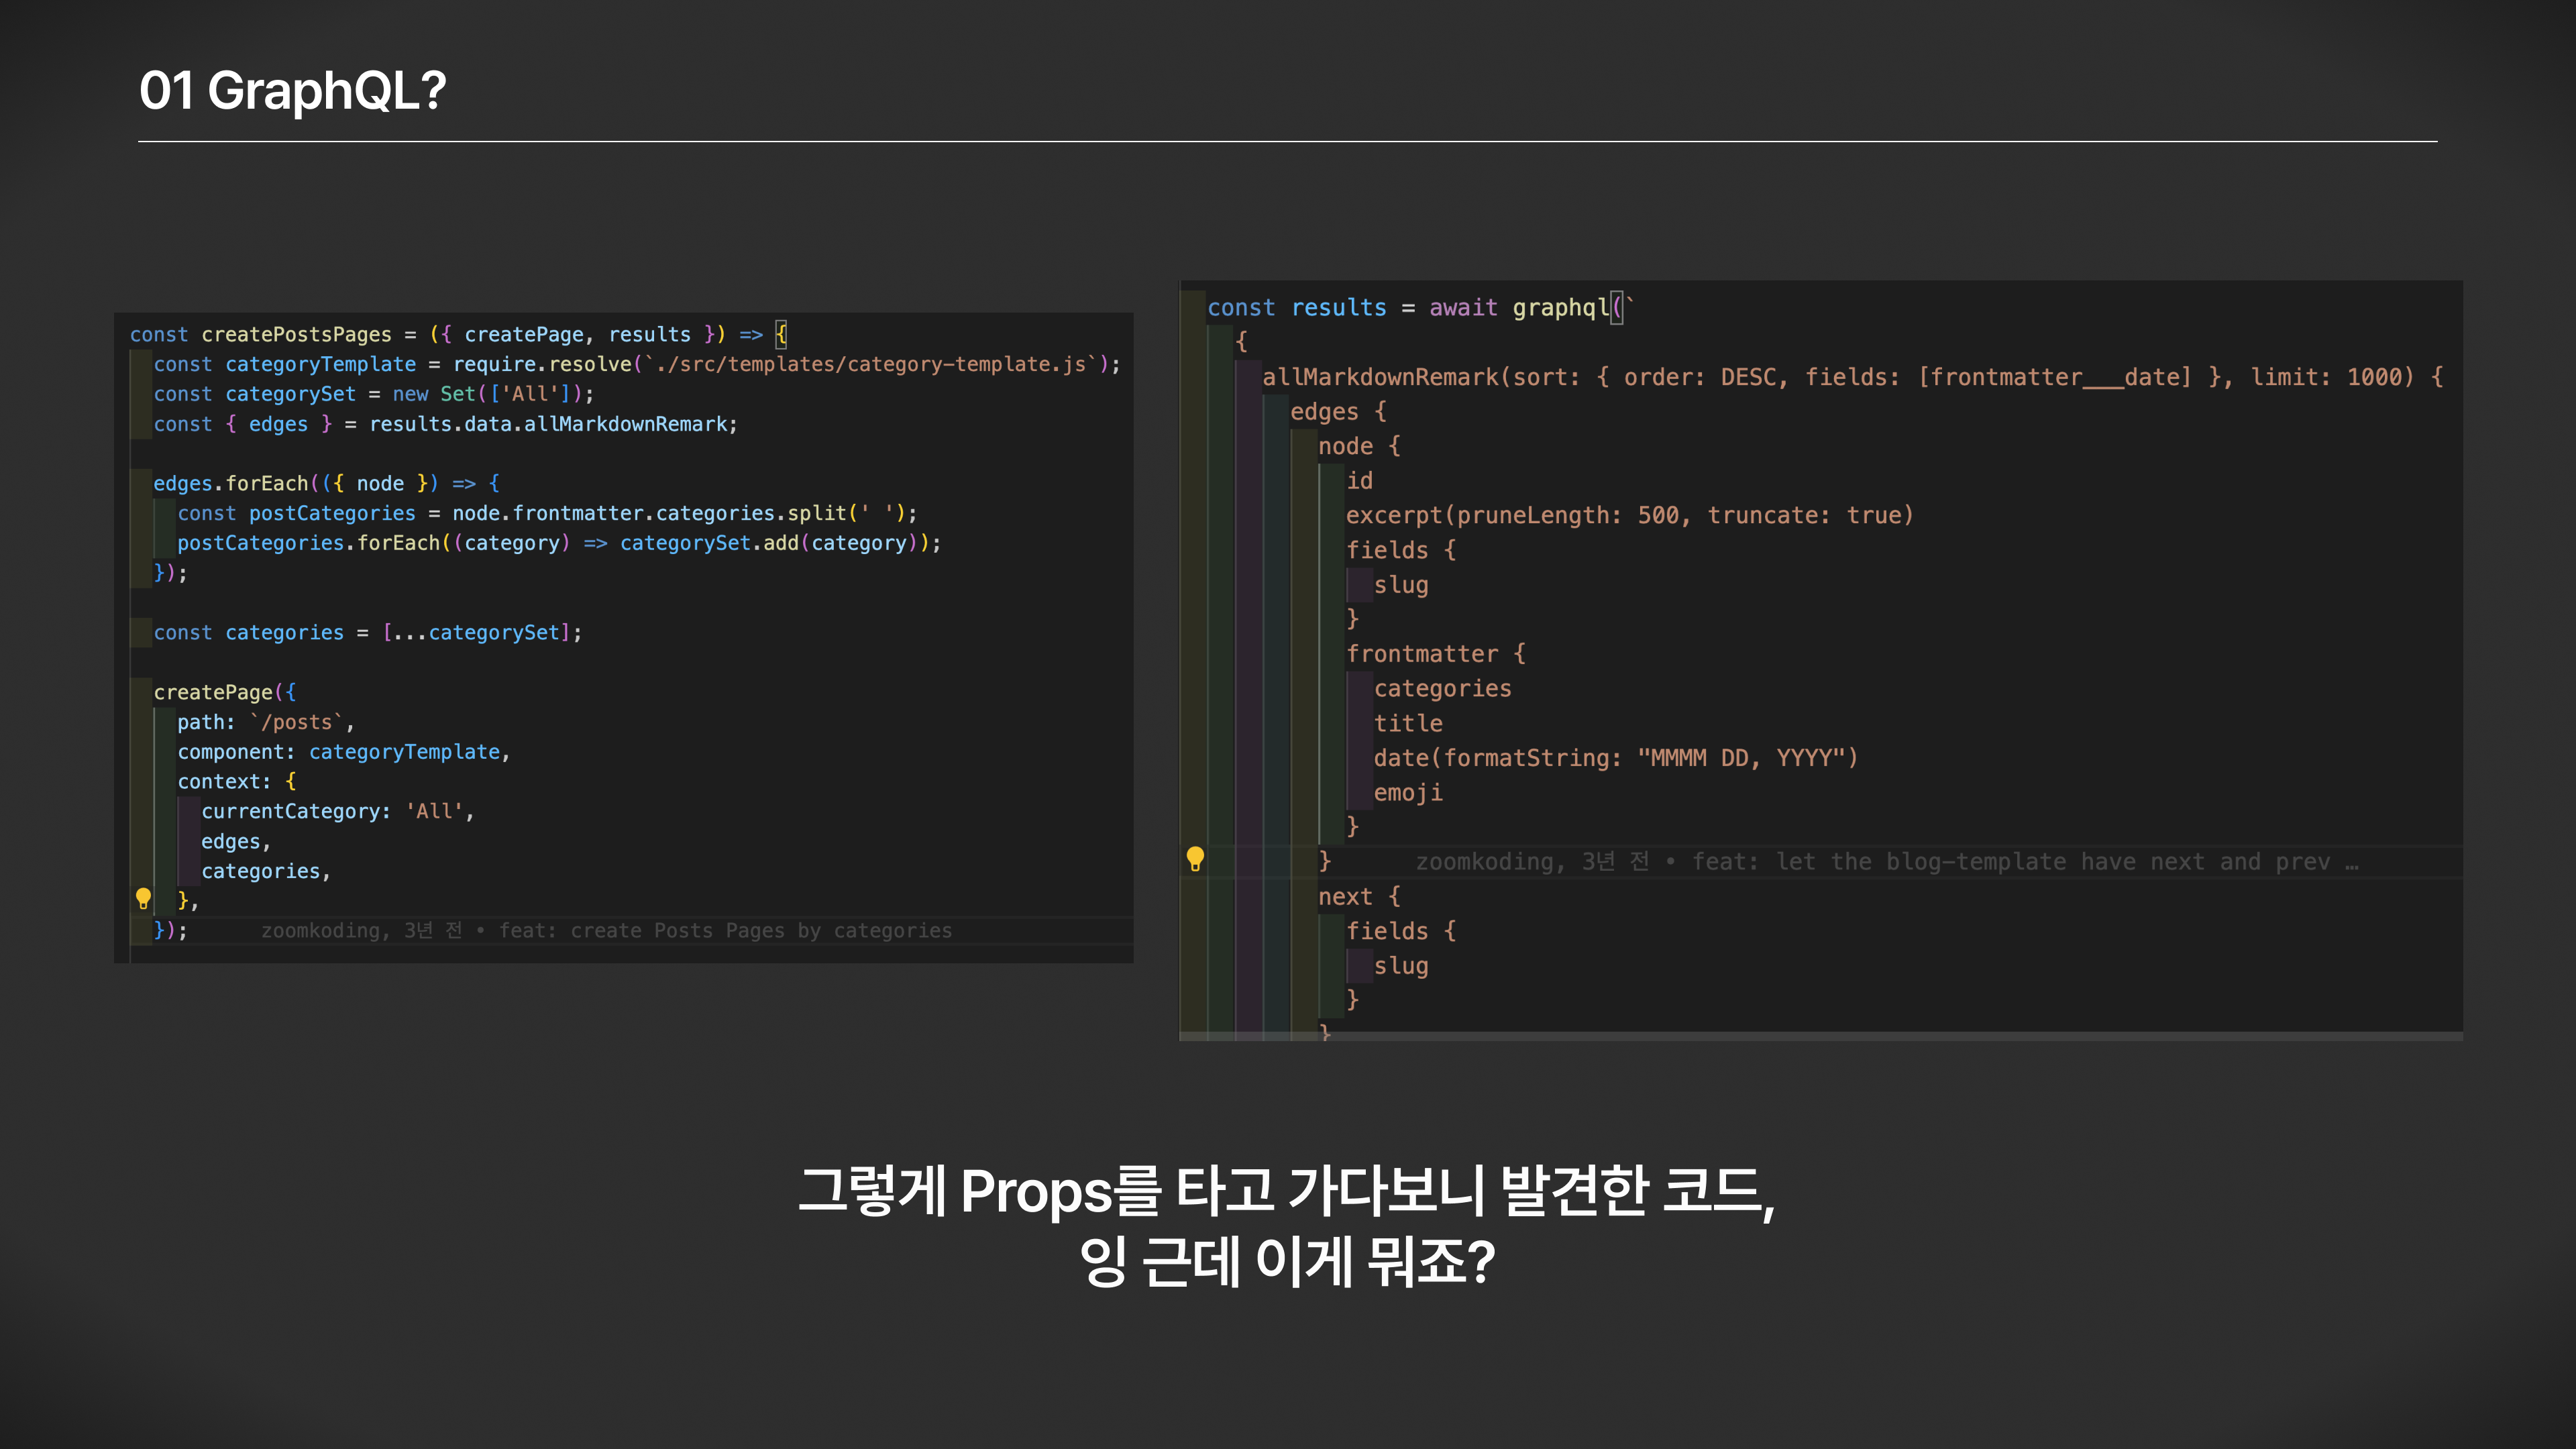 01 GraphQL?
const createPostsPages = ({ createPage, results }) => {
const categoryTemplate = require.resolve(`./src/templates/category-template.js`);
const categorySet = new Set(['All']);
const { edges } = results.data.allMarkdownRemark;
edges.forEach(({ node }) => {
const postCategories = node.frontmatter.categories.split(' ');
postCategories.forEach((category) => categorySet.add(category));
});
const categories = [...categorySet];
createPage({
path: `/posts`,
component: categoryTemplate,
context: {
currentCategory: 'All',
edges,
categories,
},
}); zoomkoding, 3년 전 • feat: create Posts Pages by categories
const results = await graphql(`
{
allMarkdownRemark(sort: { order: DESC, fields: [frontmatter___date] }, limit: 1000) {
edges {
node {
id
excerpt(pruneLength: 500, truncate: true)
fields {
slug
}
frontmatter {
categories
title
date(formatString: "MMMM DD, YYYY")
emoji
}
} zoomkoding, 3년 전 • feat: let the blog-template have next and prev …
next {
fields {
slug
}
}
그렇게 Props를 타고 가다보니 발견한 코드,
잉 근데 이게 뭐죠?